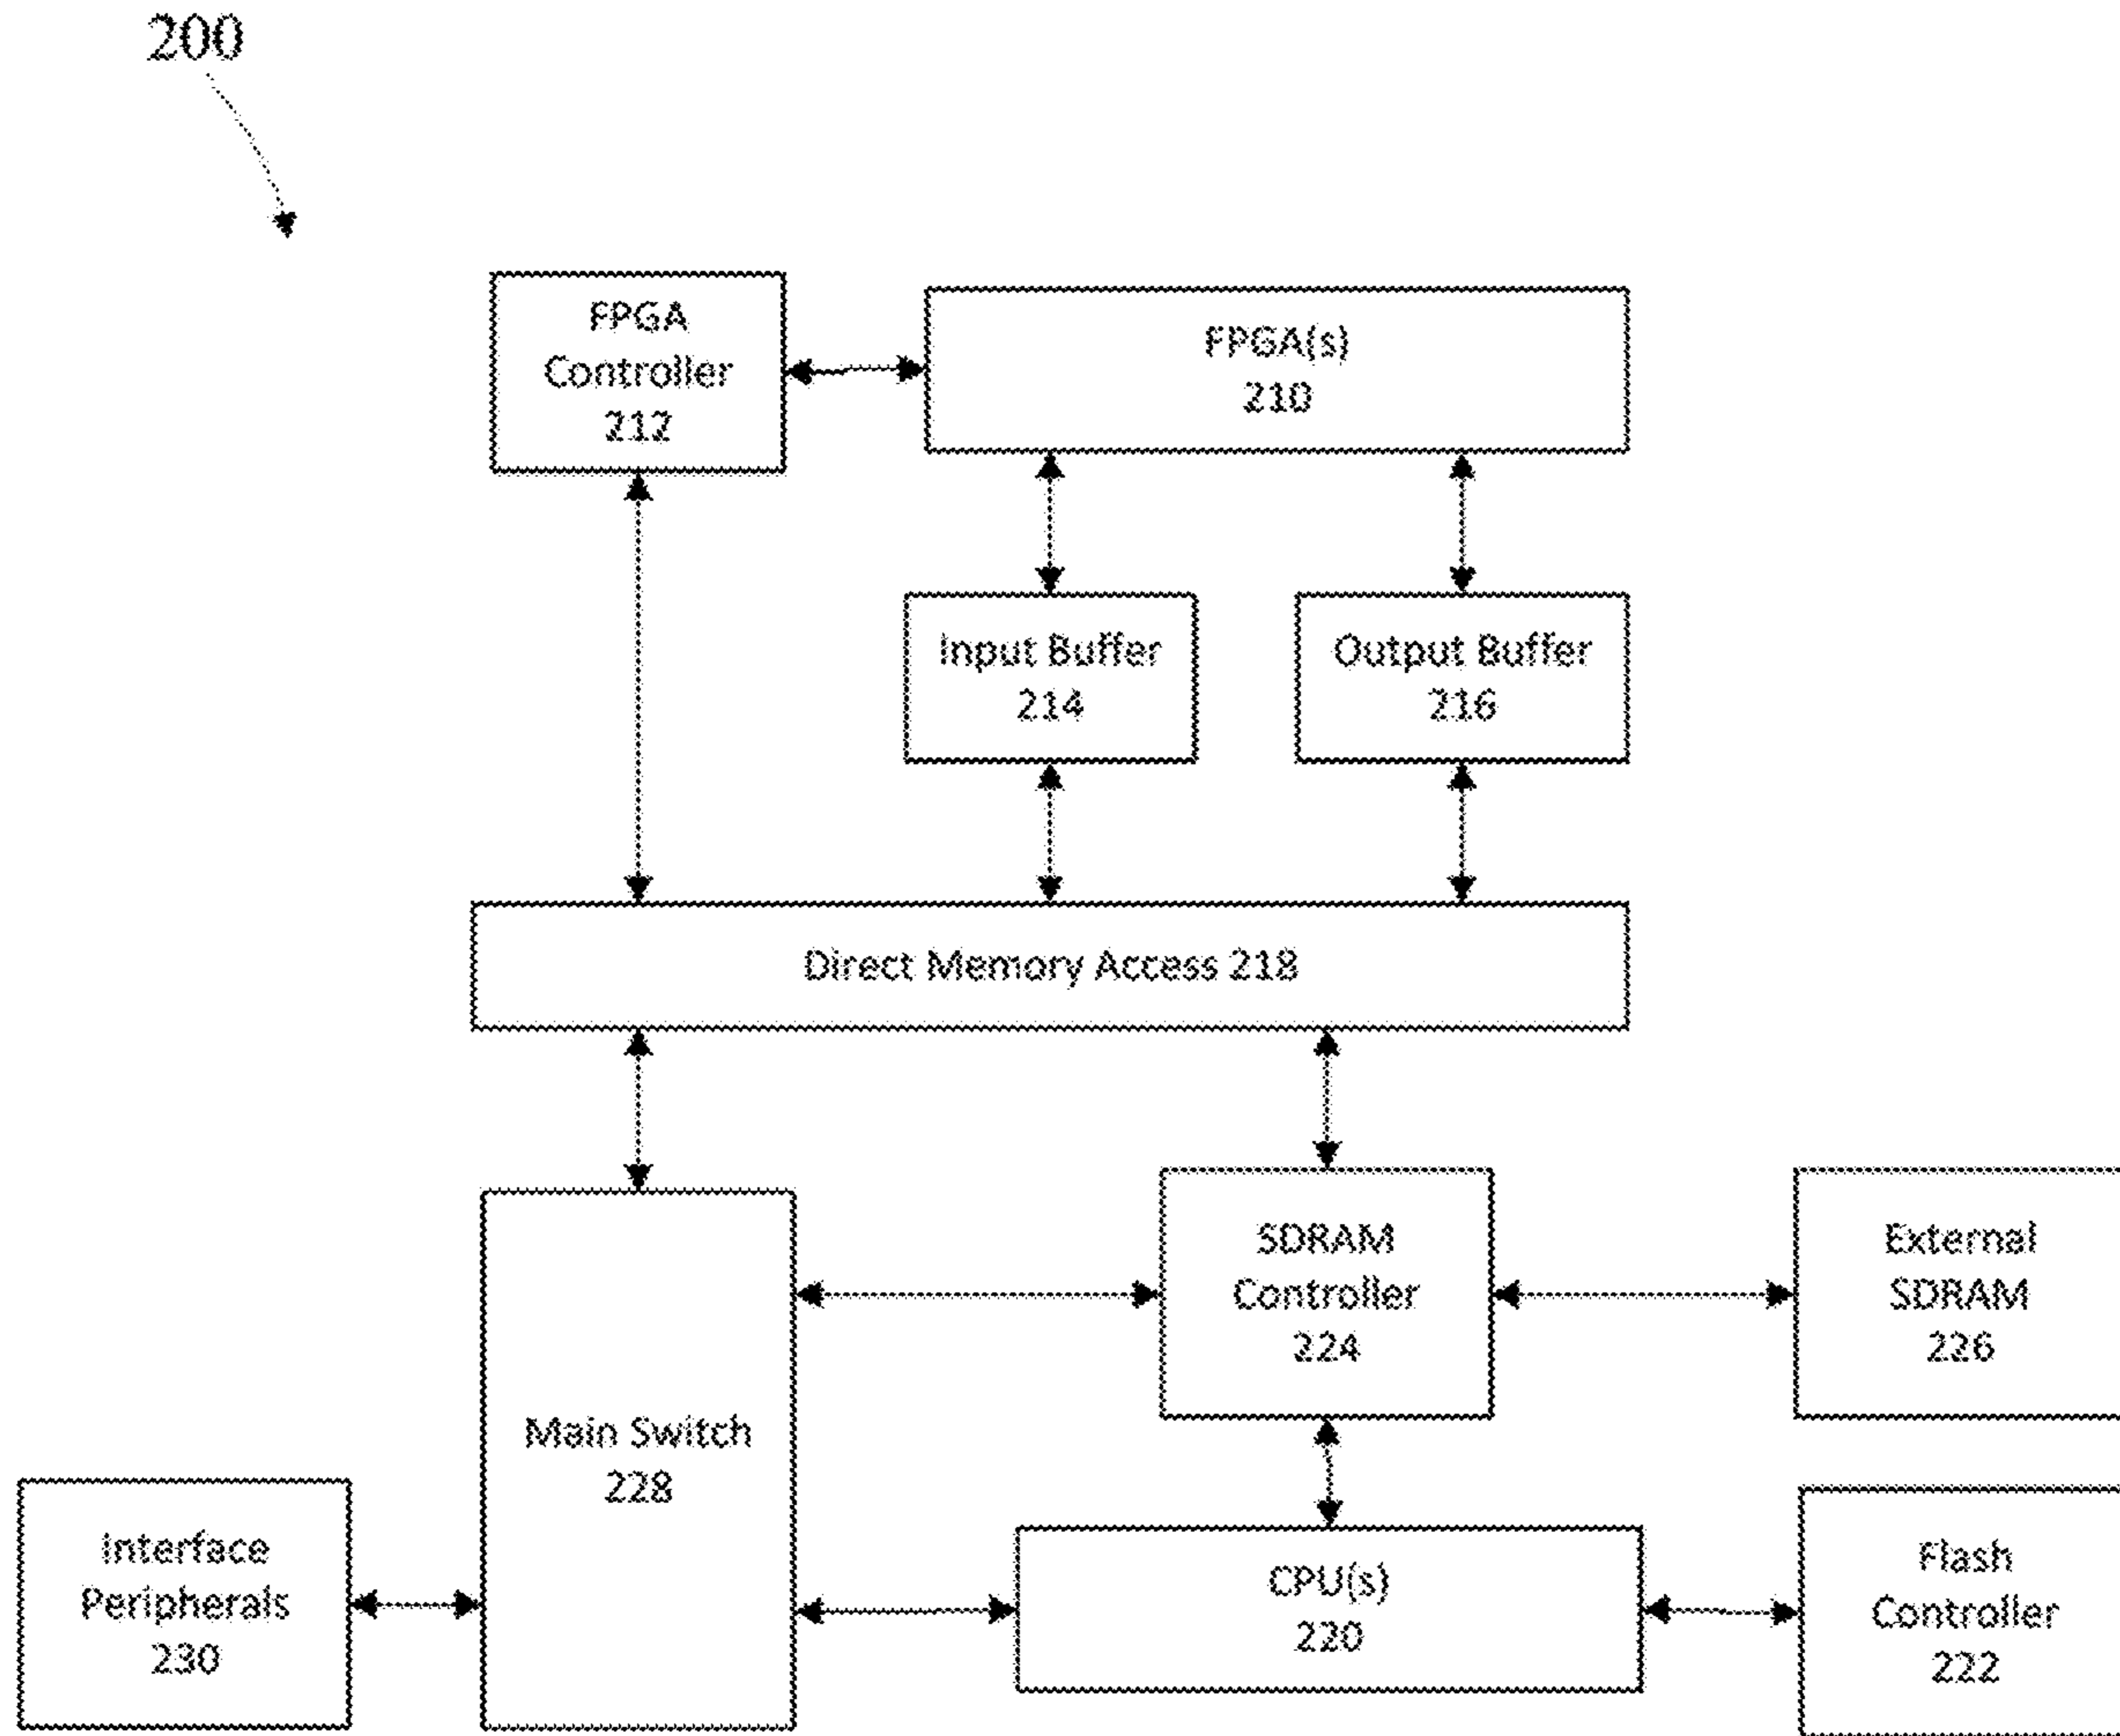 200
FPGA
Controller
212
FPGA(s)
210
Input Buffer
214
Output Buffer
216
Direct Memory Access 218
SDRAM
Controller
224
External
SDRAM
226
Main Switch
228
Interface
Peripherals
230
CPU(s)
220
Flash
Controller
222